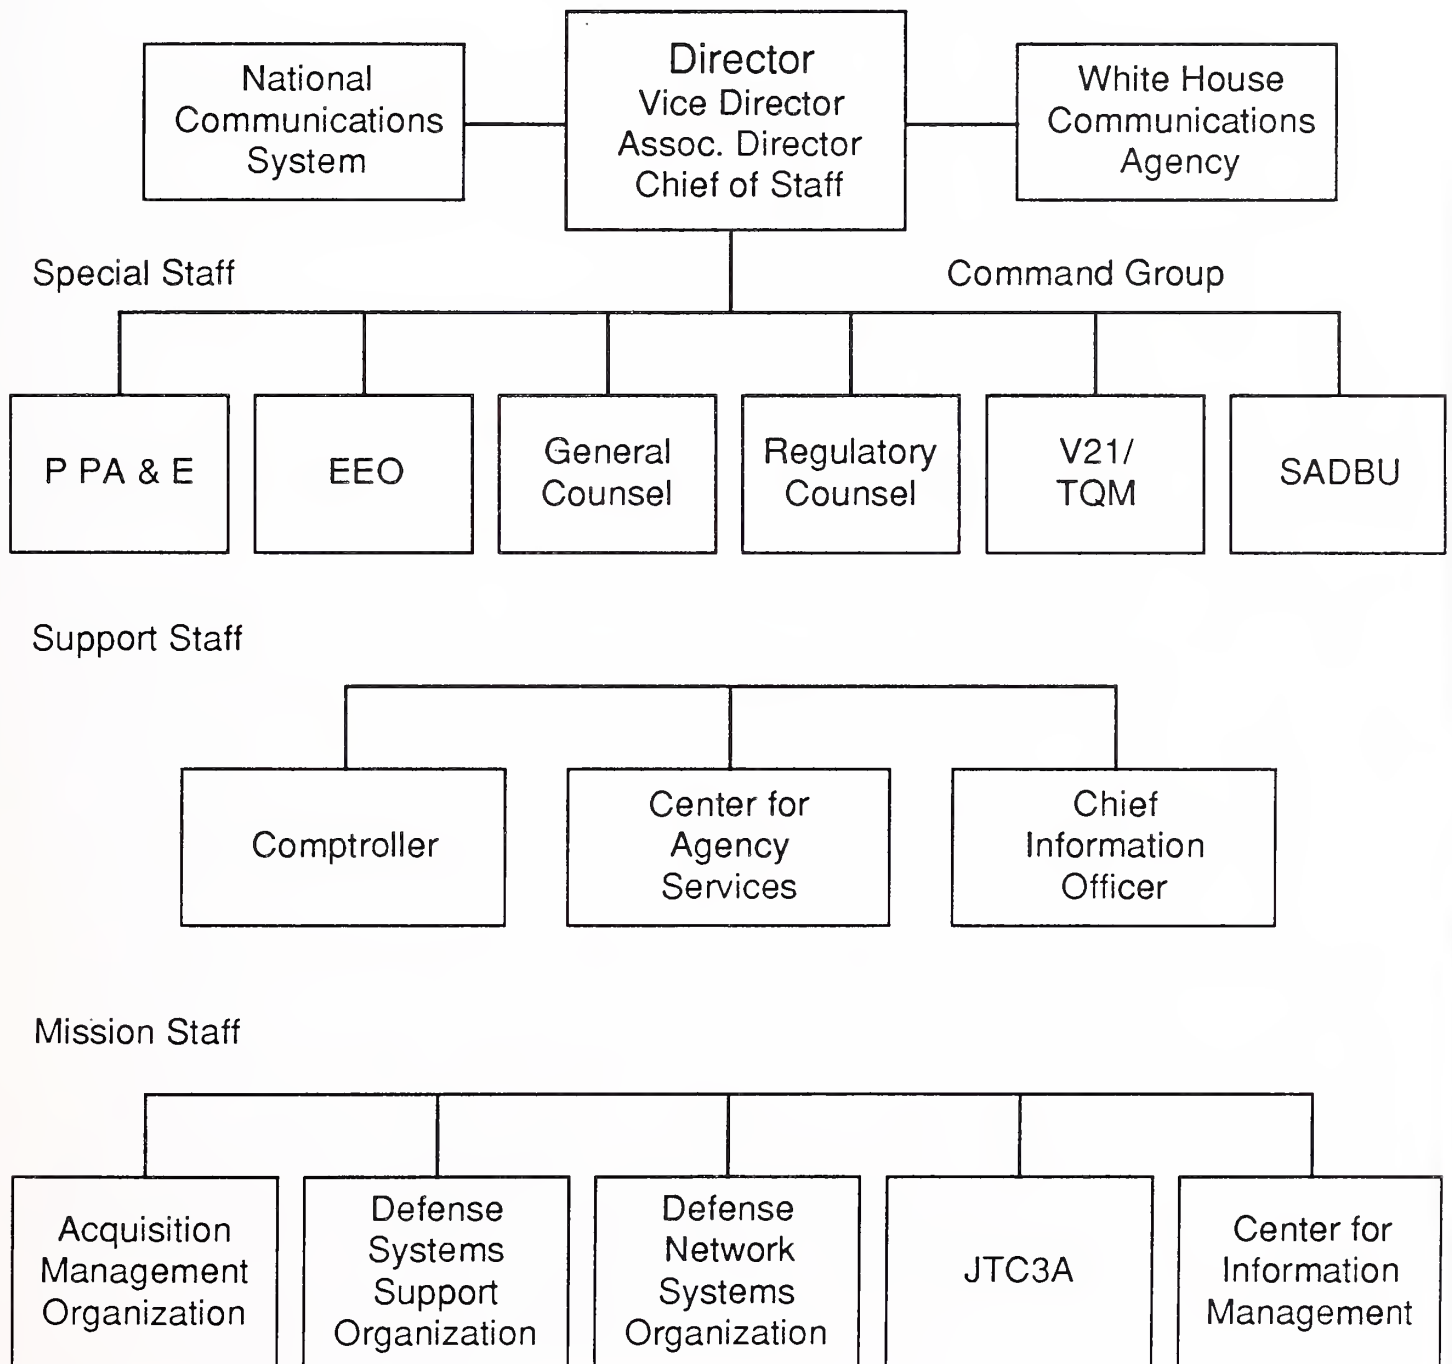 National
Communications
System
Director
Vice Director
Assoc. Director
Chief of Staff
White House
Communications
Agency
Special Staff
Command Group
P PA & E
EEO
General
Counsel
Regulatory
Counsel
V21/
TQM
SADBU
Support Staff
Comptroller
Center for
Agency
Services
Chief
Information
Officer
Mission Staff
Acquisition
Management
Organization
Defense
Systems
Support
Organization
Defense
Network
Systems
Organization
JTC3A
Center for
Information
Management